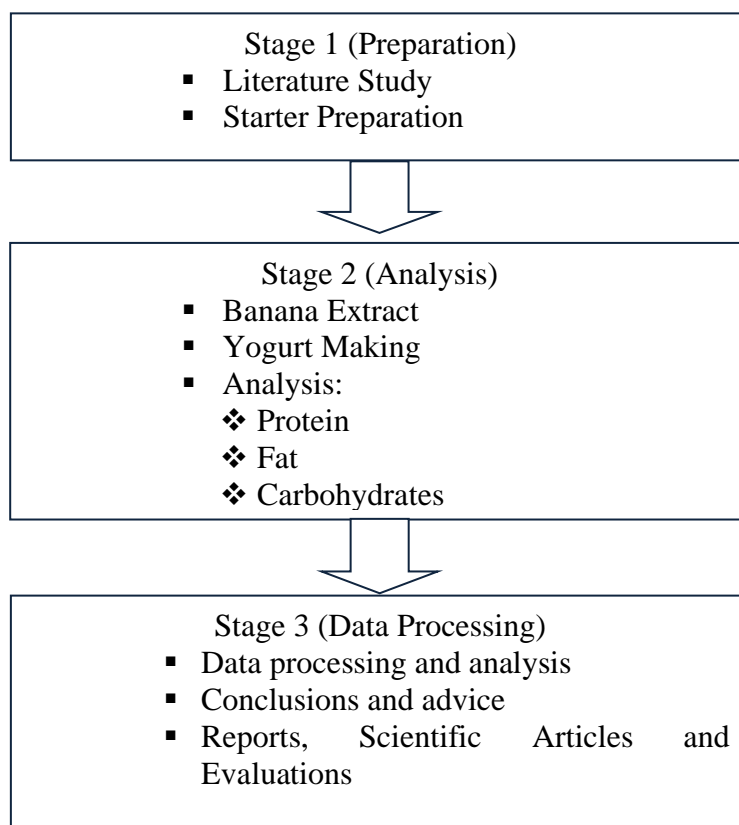 Stage 1 (Preparation)
▪ Literature Study
▪ Starter Preparation
Stage 2 (Analysis)
▪ Banana Extract
▪ Yogurt Making
▪ Analysis:
❖ Protein
❖ Fat
❖ Carbohydrates
Stage 3 (Data Processing)
▪ Data processing and analysis
▪ Conclusions and advice
▪ Reports, Scientific Articles and
Evaluations